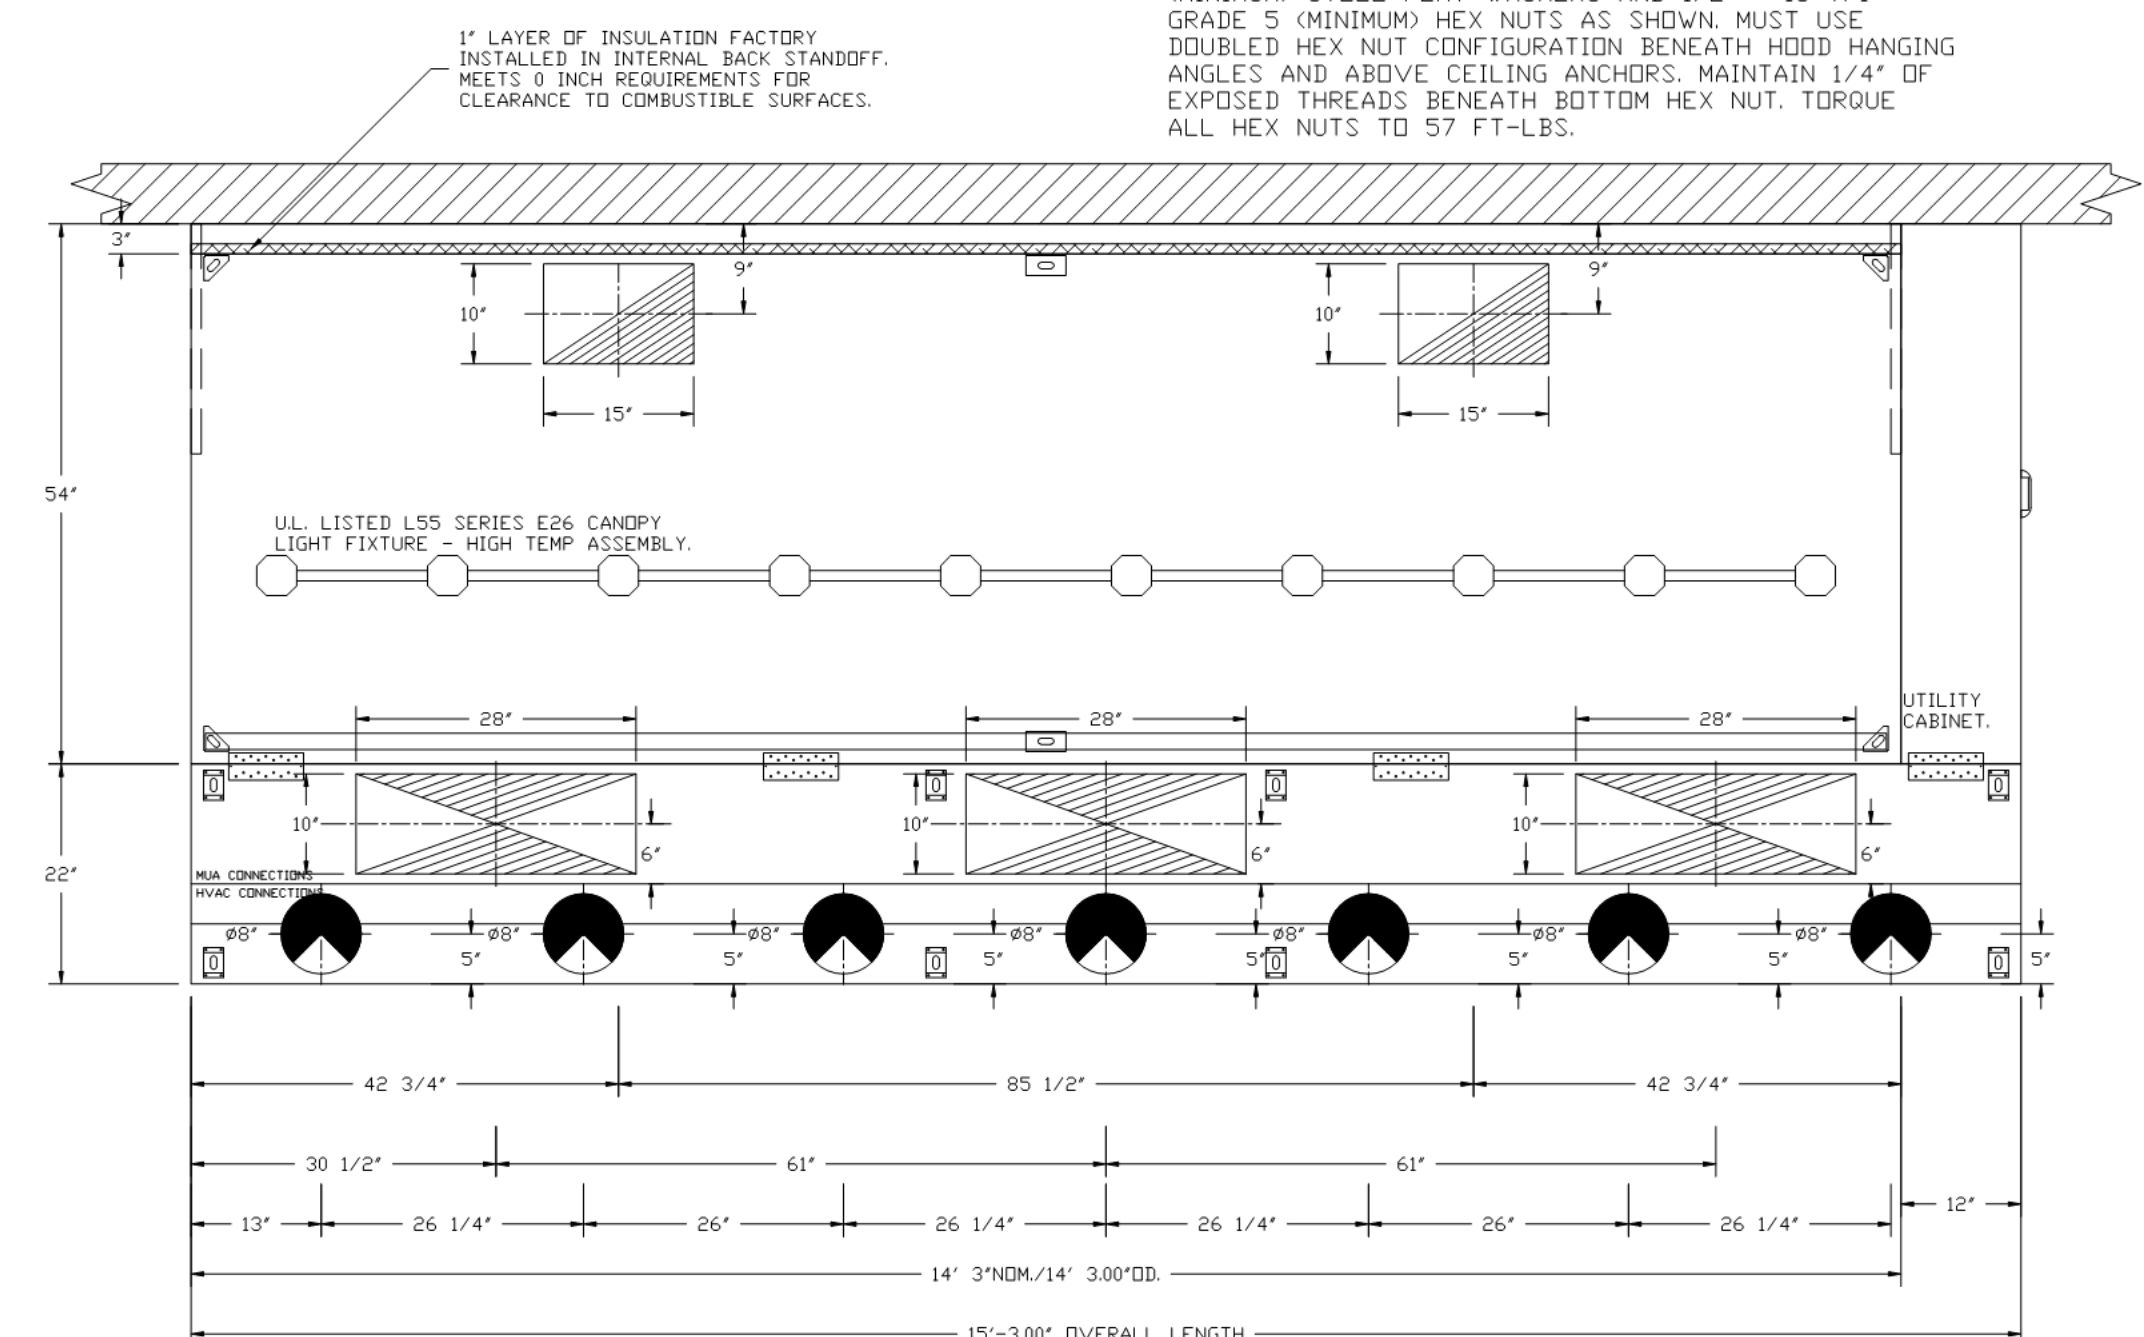 GRADE 5 (MINIMUM) HEX NUTS AS SHOWN. MUST USE
DOUBLED HEX NUT CONFIGURATION BENEATH HOOD HANGING
ANGLES AND ABOVE CEILING ANCHORS. MAINTAIN 1/4" OF
EXPOSED THREADS BENEATH BOTTOM HEX NUT. TORQUE
ALL HEX NUTS TO 57 FT-LBS.
1" LAYER OF INSULATION FACTORY
INSTALLED IN INTERNAL BACK STANDOFF.
MEETS 0 INCH REQUIREMENTS FOR
CLEARANCE TO COMBUSTIBLE SURFACES.
3"
9"
9"
10"
10"
15"
15"
54"
U.L. LISTED L55 SERIES E26 CANOPY
LIGHT FIXTURE - HIGH TEMP ASSEMBLY.
UTILITY
CABINET.
28"
28"
28"
10"
10"
10"
6"
6"
6"
22"
MUA CONNECTIONS
HVAC CONNECTIONS
ø8"
ø8"
ø8"
ø8"
ø8"
ø8"
ø8"
5"
5"
5"
5"
5"
5"
5"
42 3/4"
85 1/2"
42 3/4"
30 1/2"
61"
61"
13"
26 1/4"
26"
26 1/4"
26 1/4"
26"
26 1/4"
12"
14' 3"NOM./14' 3.00"OD.
15'-3.00" OVERALL LENGTH